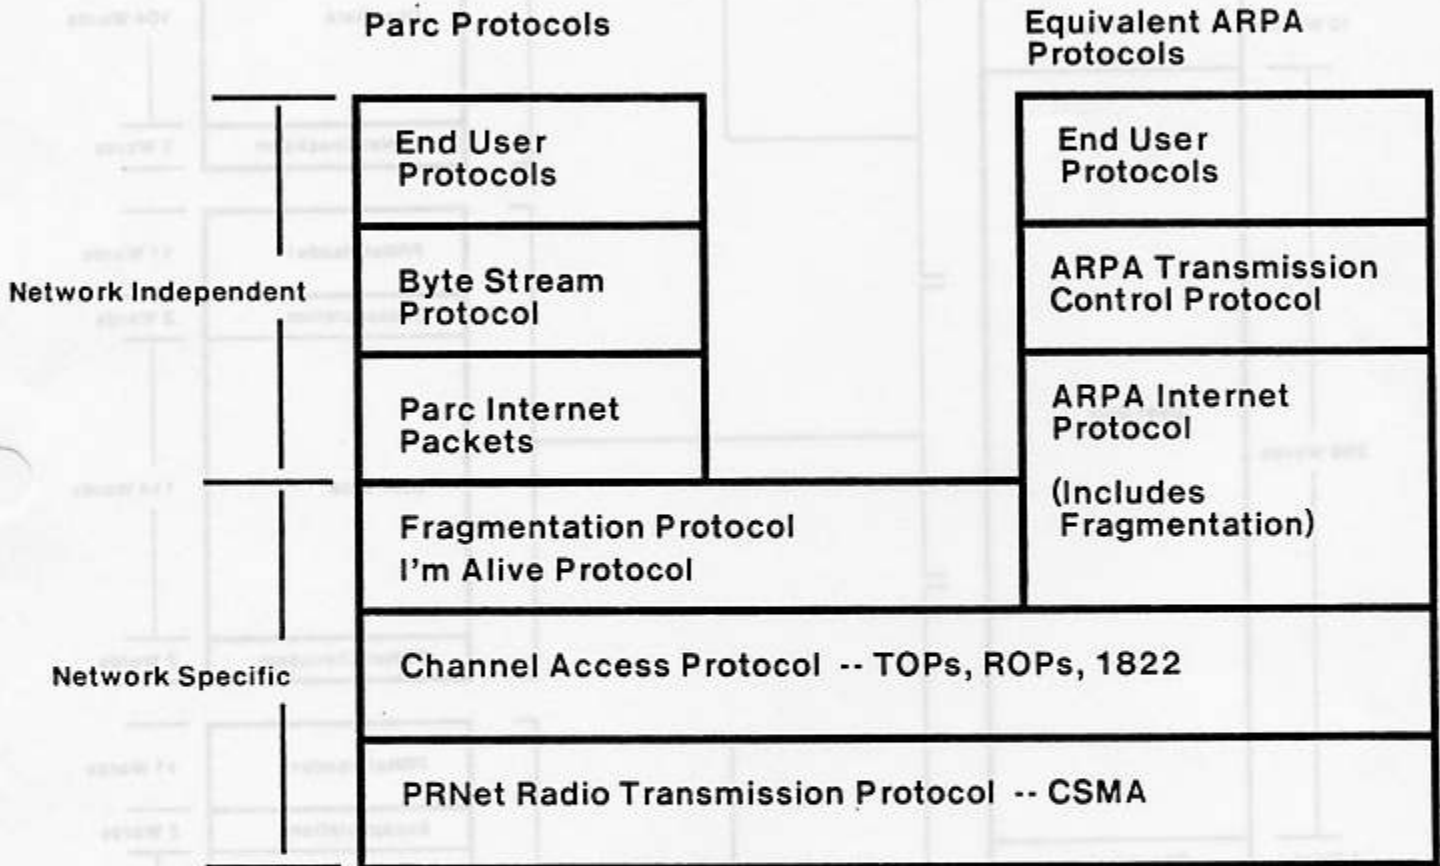 Parc Protocols
Equivalent ARPA
Protocols
End User
Protocols
Byte Stream
Protocol
Parc Internet
Packets
End User
Protocols
ARPA Transmission
Control Protocol
ARPA Internet
Protocol
(Includes
Fragmentation)
Network Independent
Fragmentation Protocol
I'm Alive Protocol
Network Specific
Channel Access Protocol -- TOPs, ROPs, 1822
PRNet Radio Transmission Protocol -- CSMA